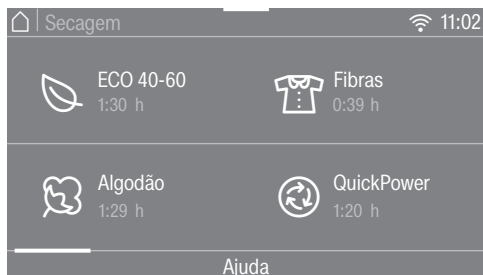 Secagem 11:02
ECO 40-60
1:30 h
Fibras
0:39 h
Algodão
1:29 h
QuickPower
1:20 h
Ajuda